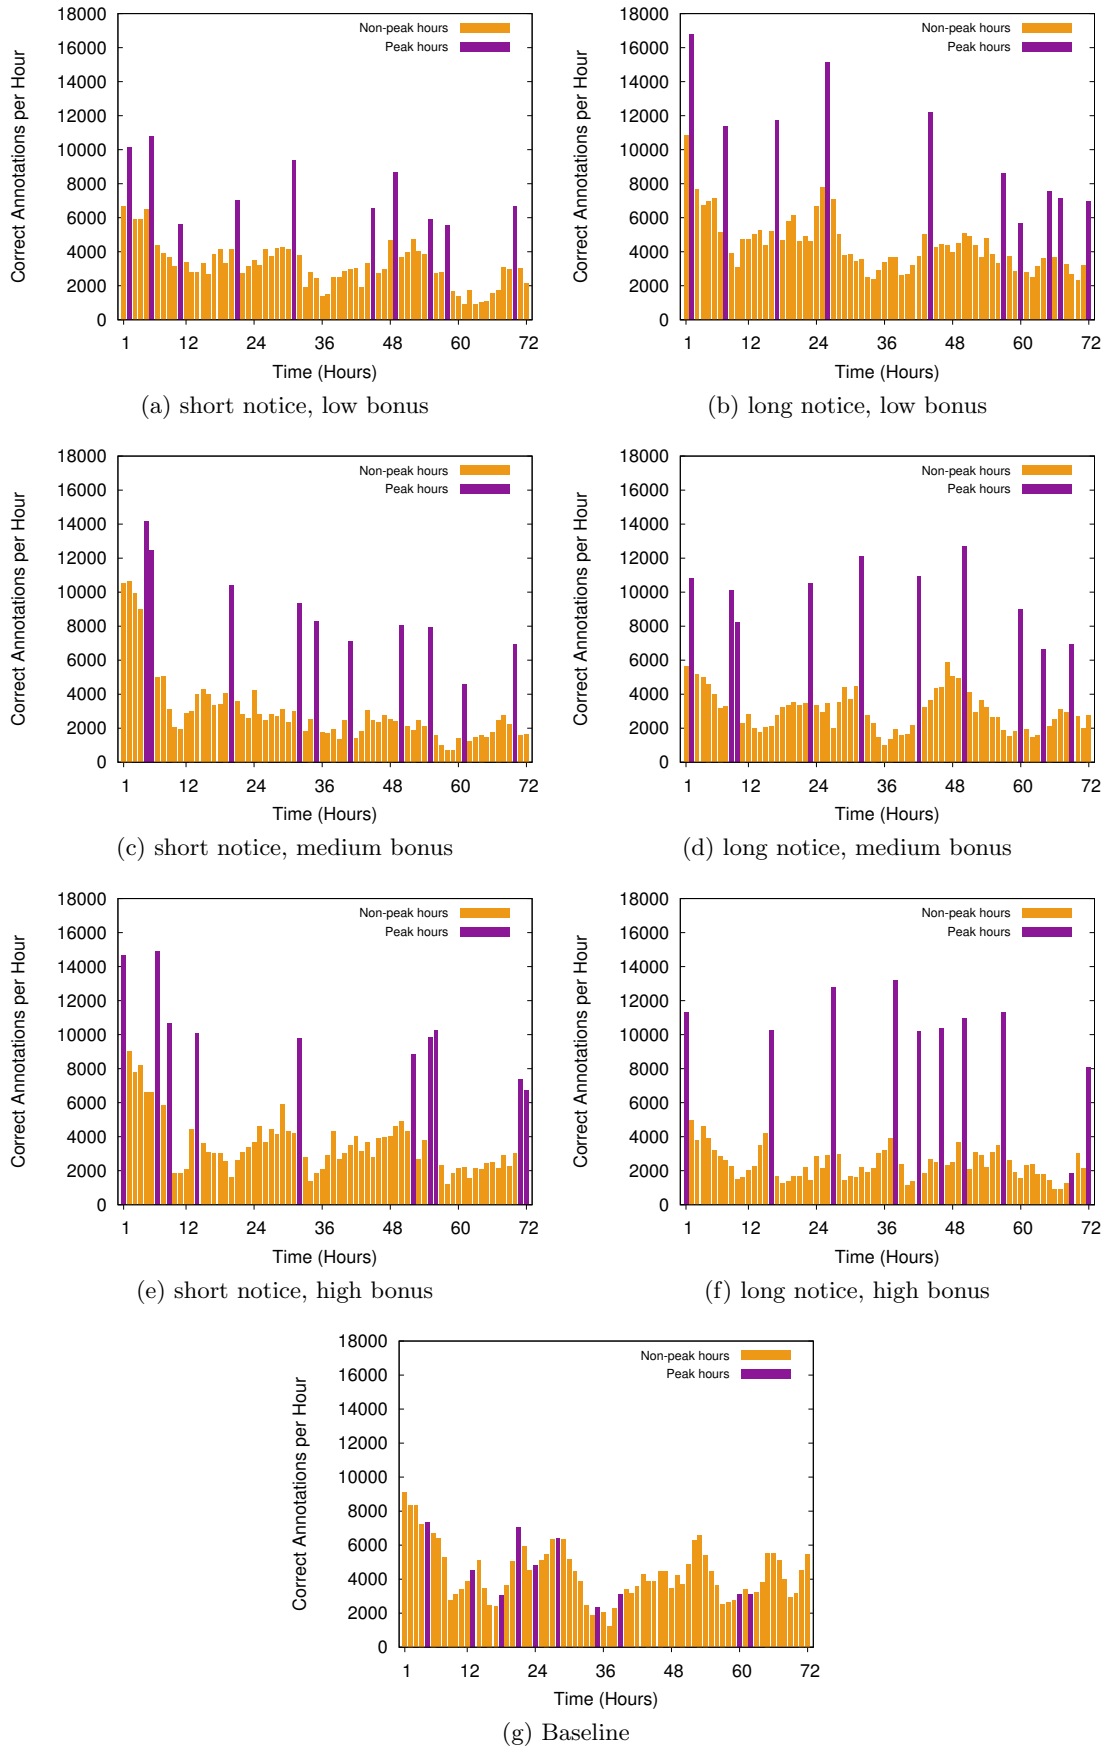 18000
16000
14000
12000
10000
8000
6000
4000
2000
0
Correct Annotations per Hour
Non-peak hours
Peak hours
1 12 24 36 48 60 72
Time (Hours)
(a) short notice, low bonus
18000
16000
14000
12000
10000
8000
6000
4000
2000
0
Correct Annotations per Hour
Non-peak hours
Peak hours
1 12 24 36 48 60 72
Time (Hours)
(b) long notice, low bonus
18000
16000
14000
12000
10000
8000
6000
4000
2000
0
Correct Annotations per Hour
Non-peak hours
Peak hours
1 12 24 36 48 60 72
Time (Hours)
(c) short notice, medium bonus
18000
16000
14000
12000
10000
8000
6000
4000
2000
0
Correct Annotations per Hour
Non-peak hours
Peak hours
1 12 24 36 48 60 72
Time (Hours)
(d) long notice, medium bonus
18000
16000
14000
12000
10000
8000
6000
4000
2000
0
Correct Annotations per Hour
Non-peak hours
Peak hours
1 12 24 36 48 60 72
Time (Hours)
(e) short notice, high bonus
18000
16000
14000
12000
10000
8000
6000
4000
2000
0
Correct Annotations per Hour
Non-peak hours
Peak hours
1 12 24 36 48 60 72
Time (Hours)
(f) long notice, high bonus
18000
16000
14000
12000
10000
8000
6000
4000
2000
0
Correct Annotations per Hour
Non-peak hours
Peak hours
1 12 24 36 48 60 72
Time (Hours)
(g) Baseline